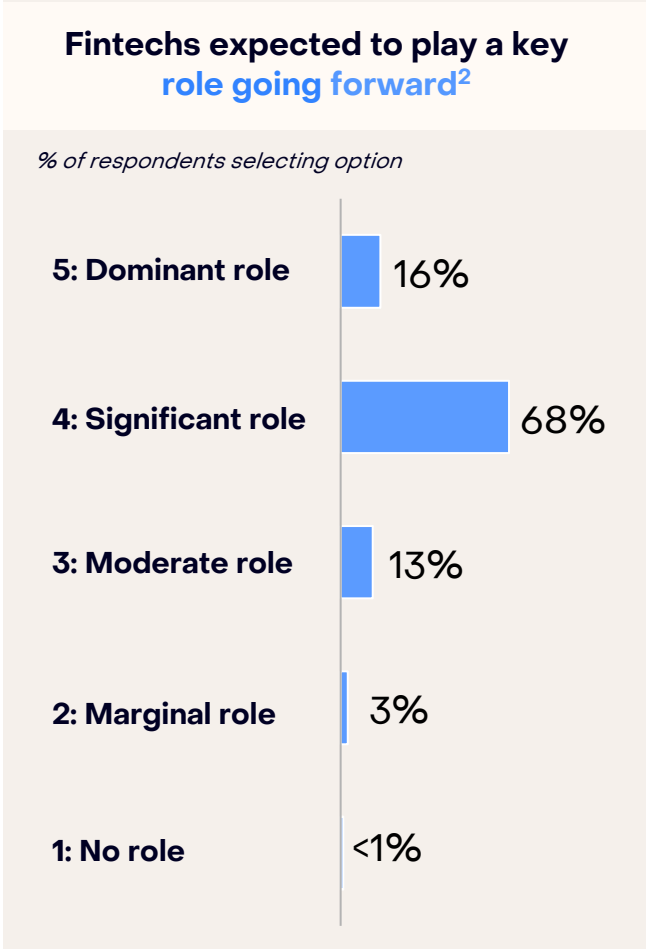 Fintechs expected to play a key
role going forward²
% of respondents selecting option
5: Dominant role 16%
4: Significant role 68%
3: Moderate role 13%
2: Marginal role 3%
1: No role <1%